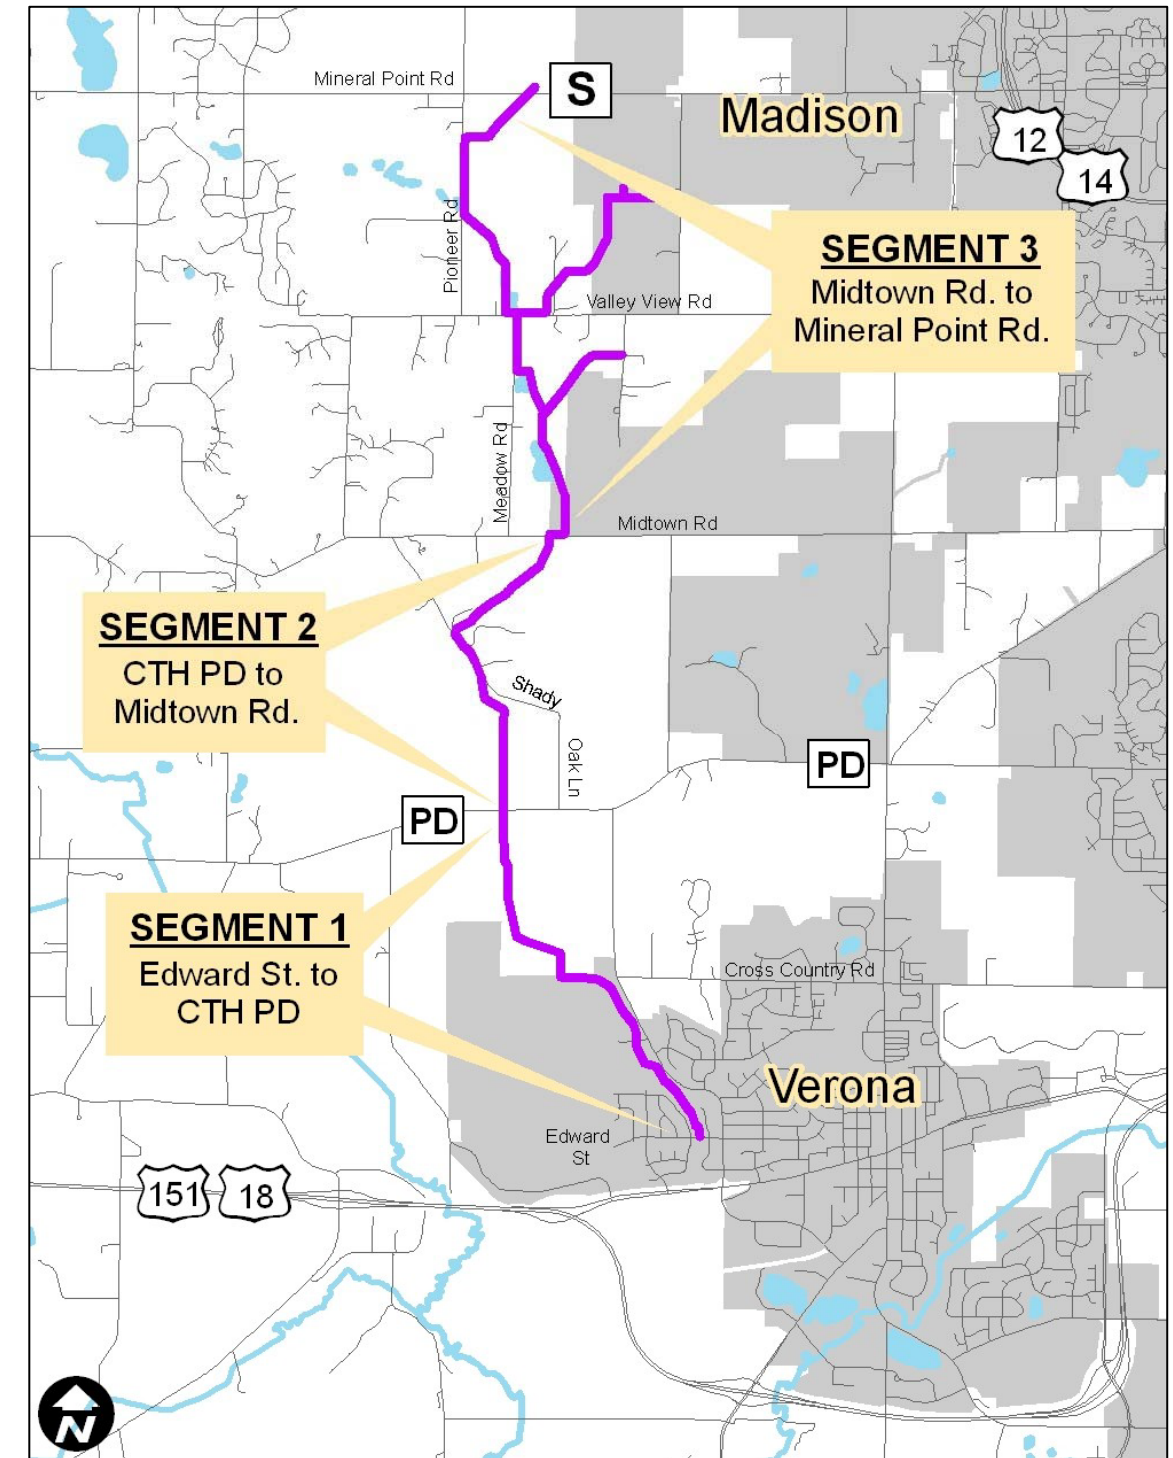 Mineral Point Rd
S
Madison
12
14
Pioneer Rd
SEGMENT 3
Midtown Rd. to
Mineral Point Rd.
Valley View Rd
Meadow Rd
Midtown Rd
SEGMENT 2
CTH PD to
Midtown Rd.
Shady
Oak Ln
PD
PD
SEGMENT 1
Edward St. to
CTH PD
Cross Country Rd
Verona
Edward
St
151
18
N